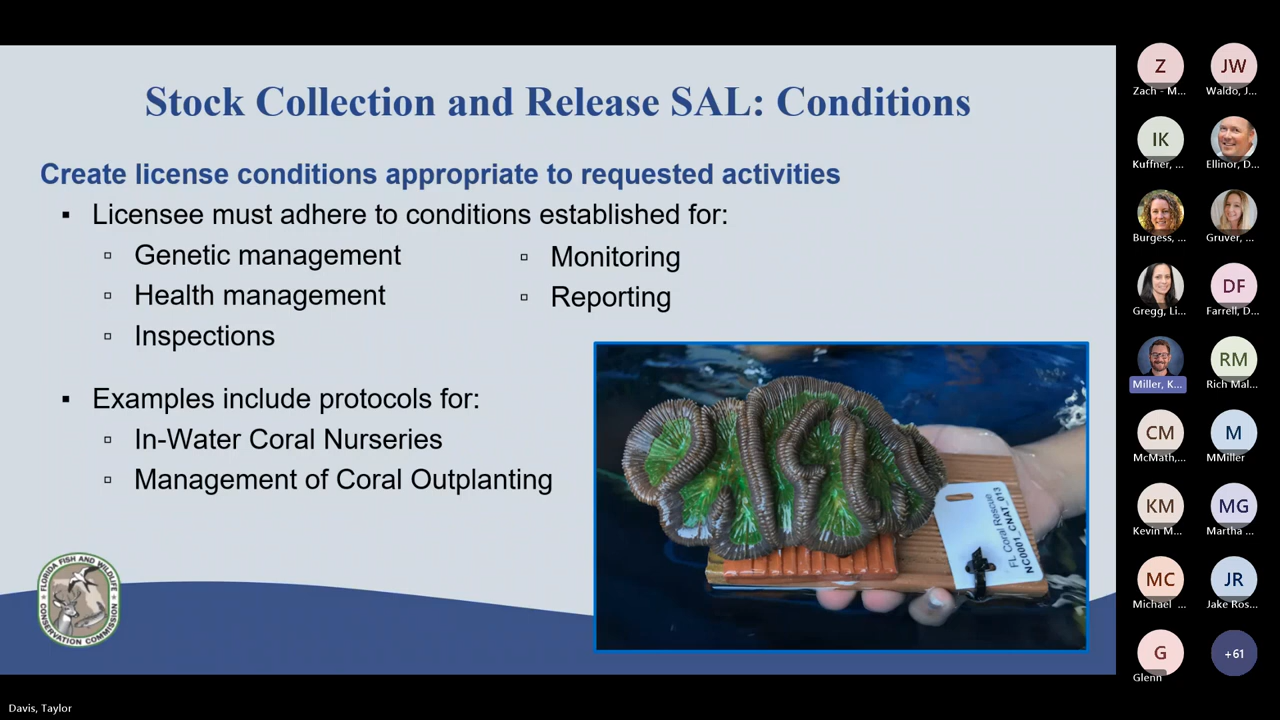 Stock Collection and Release SAL: Conditions
Create license conditions appropriate to requested activities
▪ Licensee must adhere to conditions established for:
▫ Genetic management
▫ Health management
▫ Inspections
▫ Monitoring
▫ Reporting
▪ Examples include protocols for:
▫ In-Water Coral Nurseries
▫ Management of Coral Outplanting
FL Coral Rescue
NC0001_CNAT_013
FLORIDA FISH AND WILDLIFE
CONSERVATION COMMISSION
Z
Zach - M...
JW
Waldo, J...
IK
Kuffner, ...
Ellinor, D...
Burgess, ...
Gruver, ...
Gregg, Li...
DF
Farrell, D...
Miller, K...
RM
Rich Mal...
CM
McMath,...
M
MMiller
KM
Kevin M...
MG
Martha ...
MC
Michael ...
JR
Jake Ros...
G
Glenn
+61
Davis, Taylor